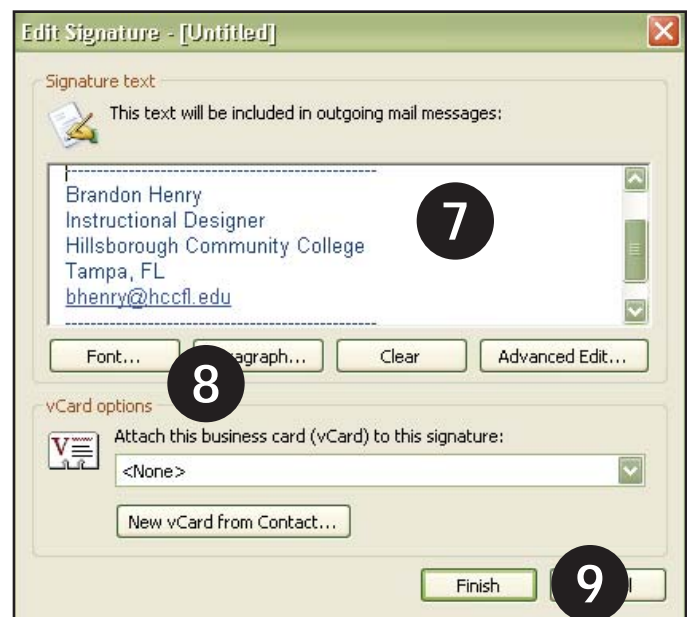 Edit Signature - [Untitled]
Signature text
This text will be included in outgoing mail messages:
Brandon Henry
Instructional Designer
Hillsborough Community College
Tampa, FL
bhenry@hccfl.edu
7
Font...
Clear
Advanced Edit...
8
vCard options
Attach this business card (vCard) to this signature:
<None>
New vCard from Contact...
Finish
9